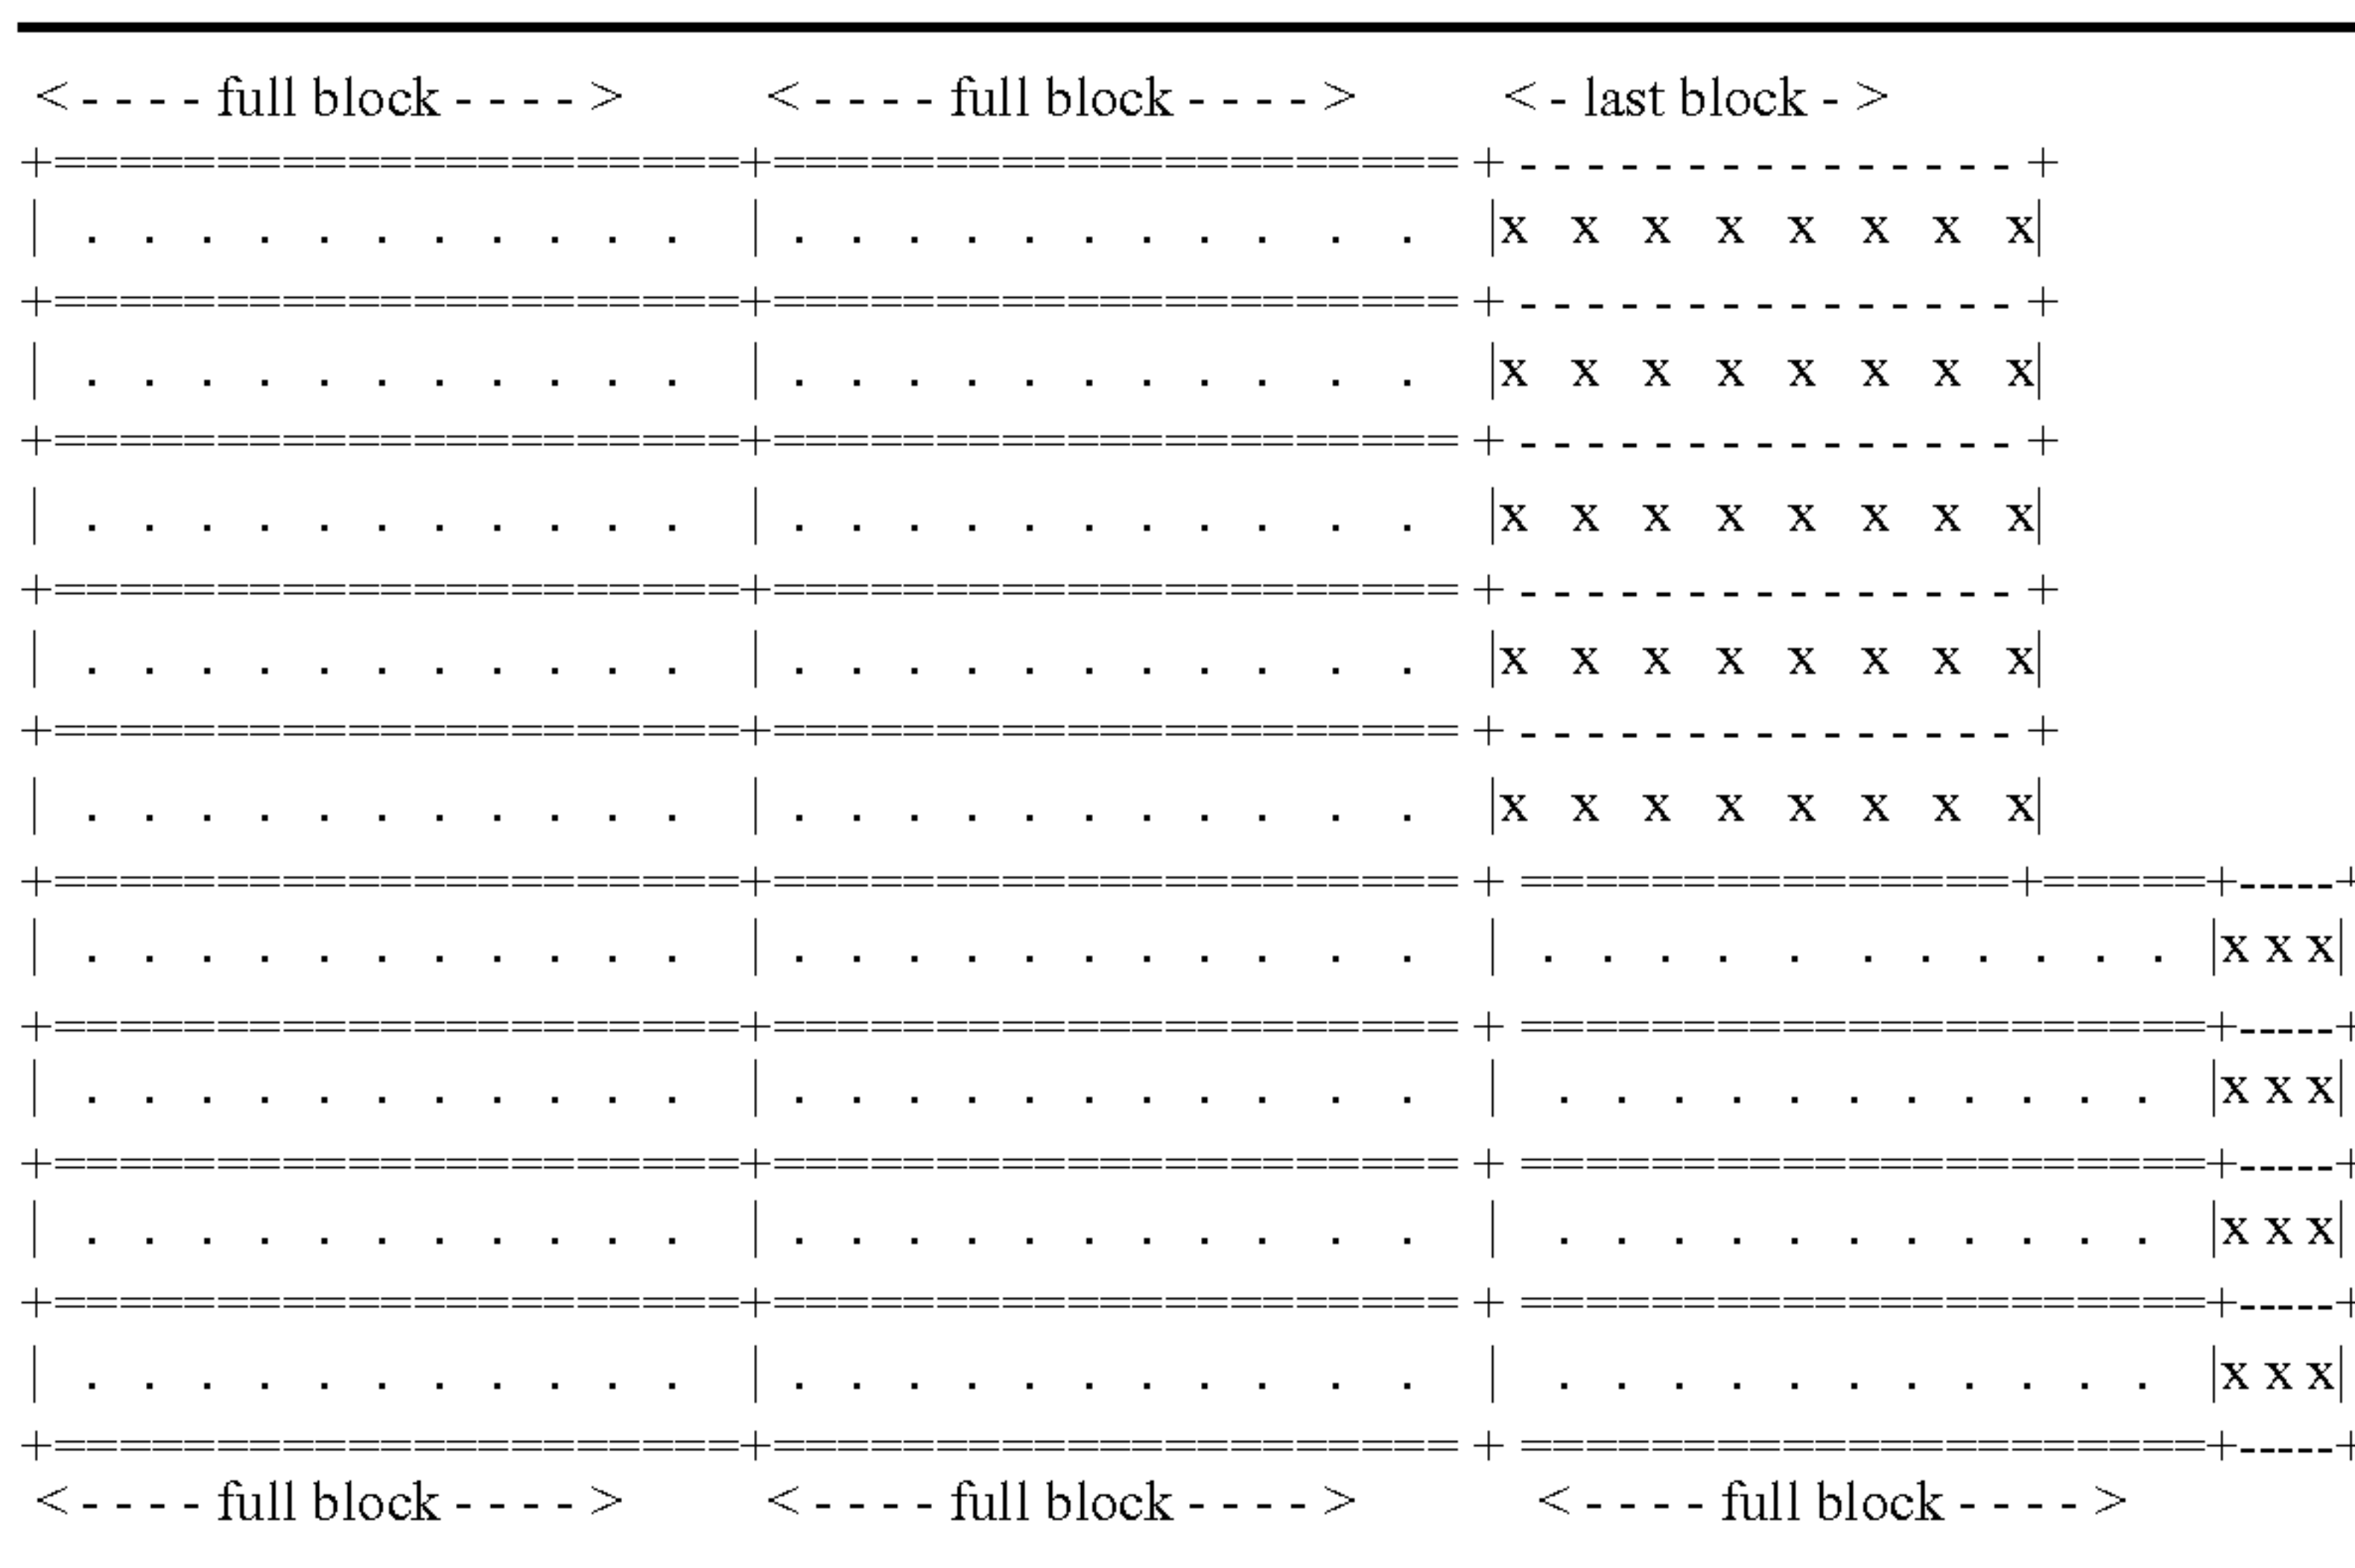 <- - - - full block - - - -> <- - - - full block - - - -> <- last block - >
+=====================+=====================+ - - - - - - - - - - - - - - - +
| . . . . . . . . . . . | . . . . . . . . . . . |x x x x x x x x|
+=====================+=====================+ - - - - - - - - - - - - - - - +
| . . . . . . . . . . . | . . . . . . . . . . . |x x x x x x x x|
+=====================+=====================+ - - - - - - - - - - - - - - - +
| . . . . . . . . . . . | . . . . . . . . . . . |x x x x x x x x|
+=====================+=====================+ - - - - - - - - - - - - - - - +
| . . . . . . . . . . . | . . . . . . . . . . . |x x x x x x x x|
+=====================+=====================+ - - - - - - - - - - - - - - - +
| . . . . . . . . . . . | . . . . . . . . . . . |x x x x x x x x|
+=====================+=====================+ ===============+=====+-----+
| . . . . . . . . . . . | . . . . . . . . . . . | . . . . . . . . . . . |x x x|
+=====================+=====================+ =====================+-----+
| . . . . . . . . . . . | . . . . . . . . . . . | . . . . . . . . . . . |x x x|
+=====================+=====================+ =====================+-----+
| . . . . . . . . . . . | . . . . . . . . . . . | . . . . . . . . . . . |x x x|
+=====================+=====================+ =====================+-----+
| . . . . . . . . . . . | . . . . . . . . . . . | . . . . . . . . . . . |x x x|
+=====================+=====================+ =====================+-----+
<- - - - full block - - - -> <- - - - full block - - - -> <- - - - full block - - - ->